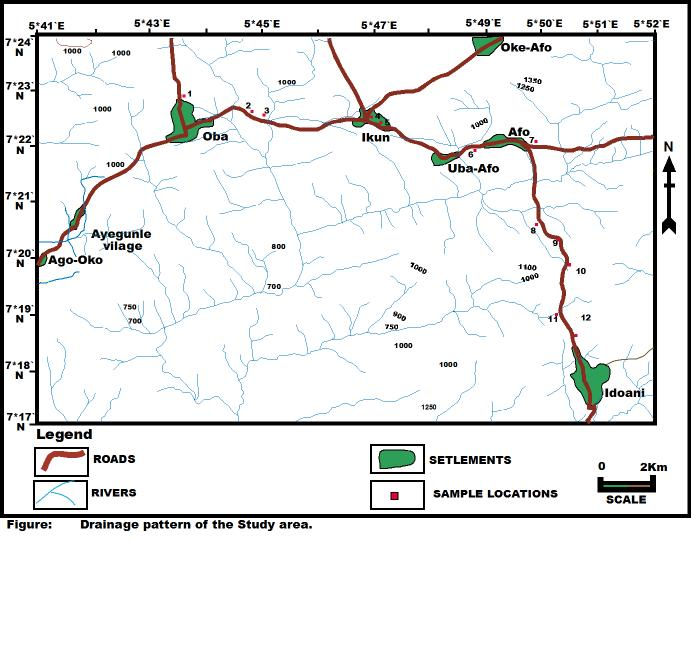 5°41'E 5°43'E 5°45'E 5°47'E 5°49'E 5°50'E 5°51'E 5°52'E
7°24' N
7°23' N
7°22' N
7°21' N
7°20' N
7°19' N
7°18' N
7°17' N
Oke-Afo
1000
1000
1000
1000
1000
1350
1250
1000
1
2
3
4
5
6
7
8
9
10
11
12
Oba
Ikun
Afo
Uba-Afo
Ayegunle
vilage
Ago-Oko
800
700
750
700
1000
1100
1000
900
750
1000
1000
1250
Idoani
N
Legend
ROADS
RIVERS
SETLEMENTS
SAMPLE LOCATIONS
0 2Km
SCALE
Figure: Drainage pattern of the Study area.